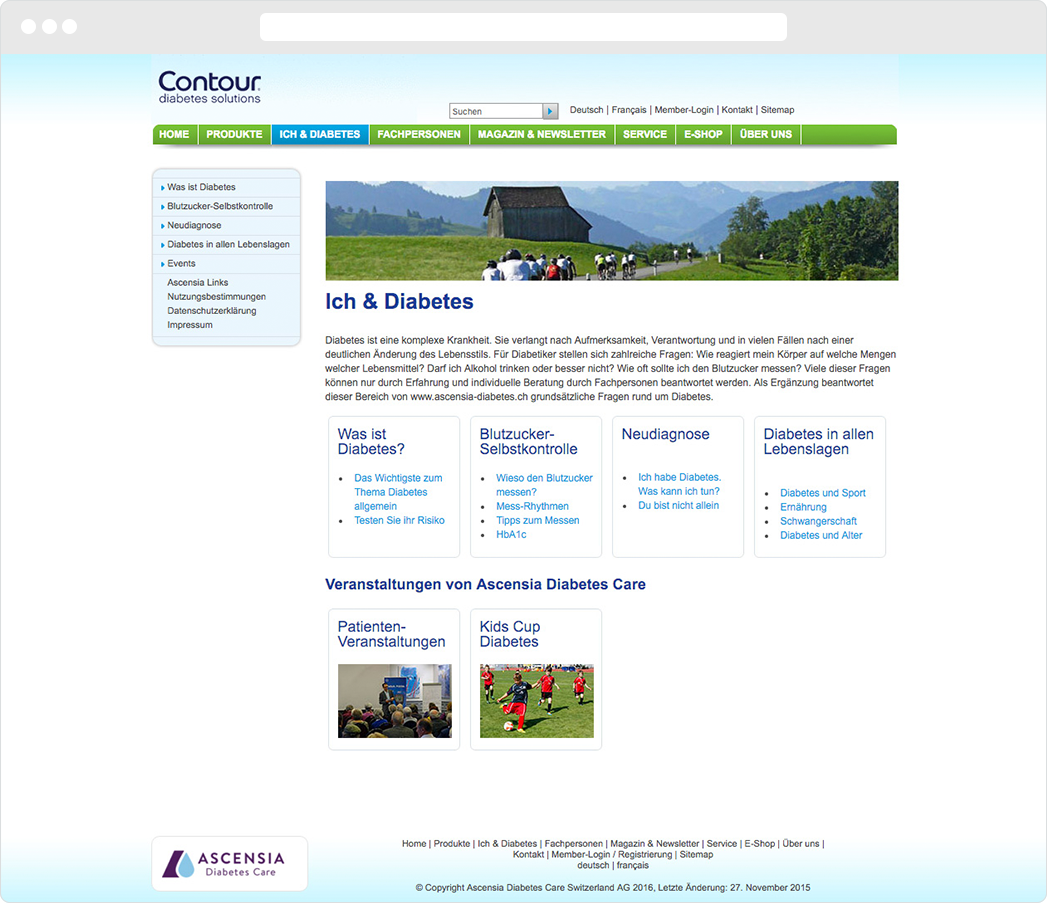 Contour
diabetes solutions
Suchen
Deutsch | Français | Member-Login | Kontakt | Sitemap
HOME PRODUKTE ICH & DIABETES FACHPERSONEN MAGAZIN & NEWSLETTER SERVICE E-SHOP ÜBER UNS
Was ist Diabetes
Blutzucker-Selbstkontrolle
Neudiagnose
Diabetes in allen Lebenslagen
Events
Ascensia Links
Nutzungsbestimmungen
Datenschutzerklärung
Impressum
Ich & Diabetes
Diabetes ist eine komplexe Krankheit. Sie verlangt nach Aufmerksamkeit, Verantwortung und in vielen Fällen nach einer
deutlichen Änderung des Lebensstils. Für Diabetiker stellen sich zahlreiche Fragen: Wie reagiert mein Körper auf welche Mengen
welcher Lebensmittel? Darf ich Alkohol trinken oder besser nicht? Wie oft sollte ich den Blutzucker messen? Viele dieser Fragen
können nur durch Erfahrung und individuelle Beratung durch Fachpersonen beantwortet werden. Als Ergänzung beantwortet
dieser Bereich von www.ascensia-diabetes.ch grundsätzliche Fragen rund um Diabetes.
Was ist
Diabetes?
• Das Wichtigste zum
Thema Diabetes
allgemein
• Testen Sie ihr Risiko
Blutzucker-
Selbstkontrolle
• Wieso den Blutzucker
messen?
• Mess-Rhythmen
• Tipps zum Messen
• HbA1c
Neudiagnose
• Ich habe Diabetes.
Was kann ich tun?
• Du bist nicht allein
Diabetes in allen
Lebenslagen
• Diabetes und Sport
• Ernährung
• Schwangerschaft
• Diabetes und Alter
Veranstaltungen von Ascensia Diabetes Care
Patienten-
Veranstaltungen
Kids Cup
Diabetes
ASCENSIA
Diabetes Care
Home | Produkte | Ich & Diabetes | Fachpersonen | Magazin & Newsletter | Service | E-Shop | Über uns |
Kontakt | Member-Login / Registrierung | Sitemap
deutsch | français
© Copyright Ascensia Diabetes Care Switzerland AG 2016, Letzte Änderung: 27. November 2015